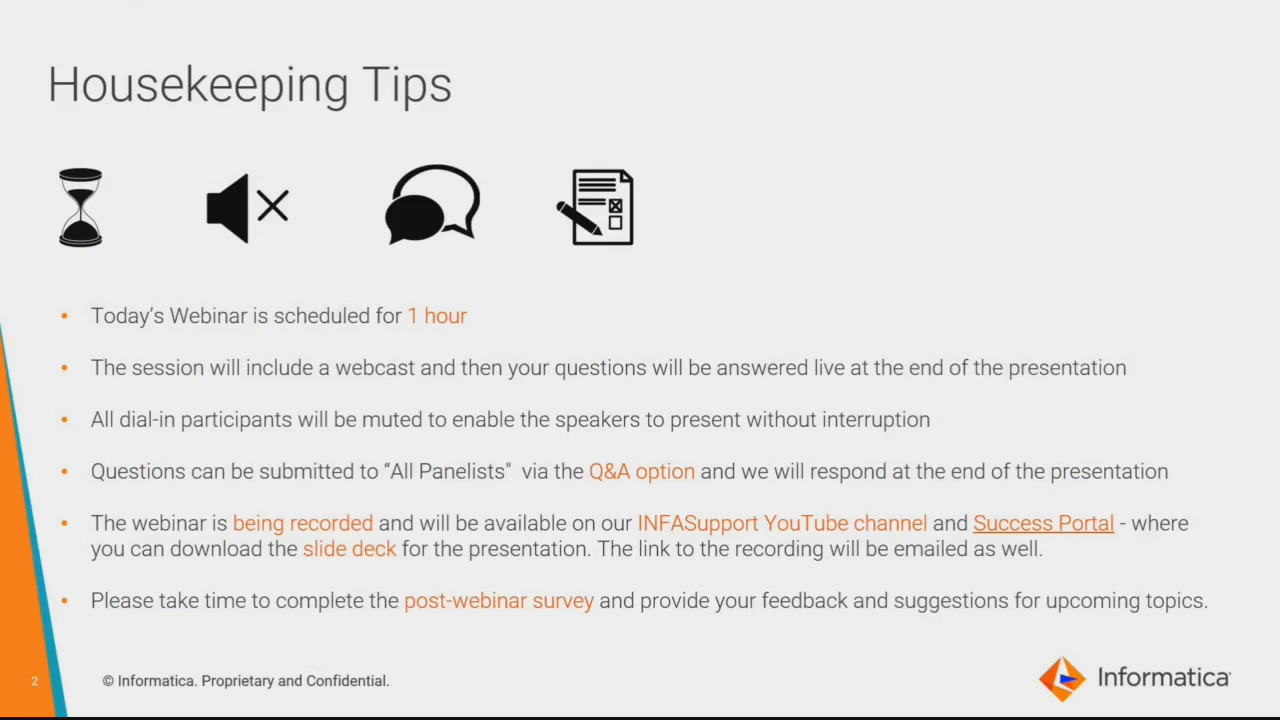 Housekeeping Tips
• Today's Webinar is scheduled for 1 hour
• The session will include a webcast and then your questions will be answered live at the end of the presentation
• All dial-in participants will be muted to enable the speakers to present without interruption
• Questions can be submitted to “All Panelists"  via the Q&A option and we will respond at the end of the presentation
• The webinar is being recorded and will be available on our INFASupport YouTube channel and Success Portal - where
you can download the slide deck for the presentation. The link to the recording will be emailed as well.
• Please take time to complete the post-webinar survey and provide your feedback and suggestions for upcoming topics.
2
© Informatica. Proprietary and Confidential.
Informatica